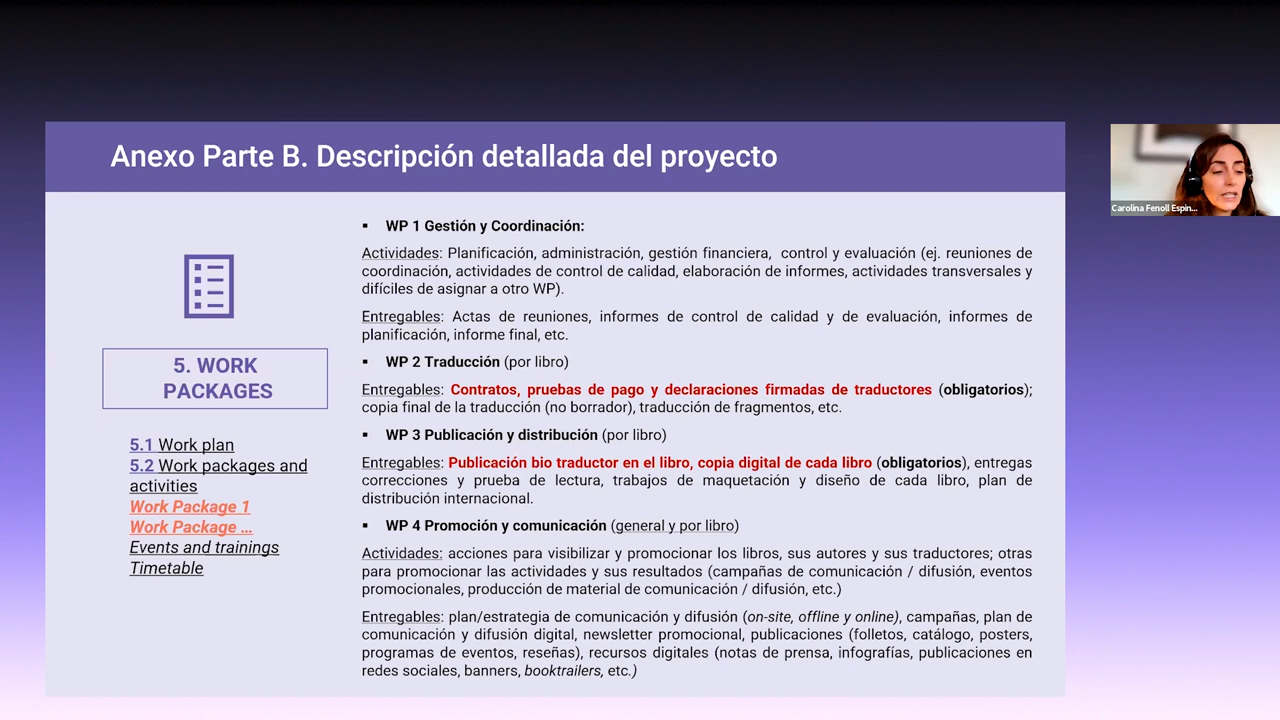 Anexo Parte B. Descripción detallada del proyecto
5. WORK
PACKAGES
5.1 Work plan
5.2 Work packages and
activities
Work Package 1
Work Package ...
Events and trainings
Timetable
▪ WP 1 Gestión y Coordinación:
Actividades: Planificación, administración, gestión financiera, control y evaluación (ej. reuniones de
coordinación, actividades de control de calidad, elaboración de informes, actividades transversales y
difíciles de asignar a otro WP).
Entregables: Actas de reuniones, informes de control de calidad y de evaluación, informes de
planificación, informe final, etc.
▪ WP 2 Traducción (por libro)
Entregables: Contratos, pruebas de pago y declaraciones firmadas de traductores (obligatorios);
copia final de la traducción (no borrador), traducción de fragmentos, etc.
▪ WP 3 Publicación y distribución (por libro)
Entregables: Publicación bio traductor en el libro, copia digital de cada libro (obligatorios), entregas
correcciones y prueba de lectura, trabajos de maquetación y diseño de cada libro, plan de
distribución internacional.
▪ WP 4 Promoción y comunicación (general y por libro)
Actividades: acciones para visibilizar y promocionar los libros, sus autores y sus traductores; otras
para promocionar las actividades y sus resultados (campañas de comunicación / difusión, eventos
promocionales, producción de material de comunicación / difusión, etc.)
Entregables: plan/estrategia de comunicación y difusión (on-site, offline y online), campañas, plan de
comunicación y difusión digital, newsletter promocional, publicaciones (folletos, catálogo, posters,
programas de eventos, reseñas), recursos digitales (notas de prensa, infografías, publicaciones en
redes sociales, banners, booktrailers, etc.)
Carolina Fenoll Espin...